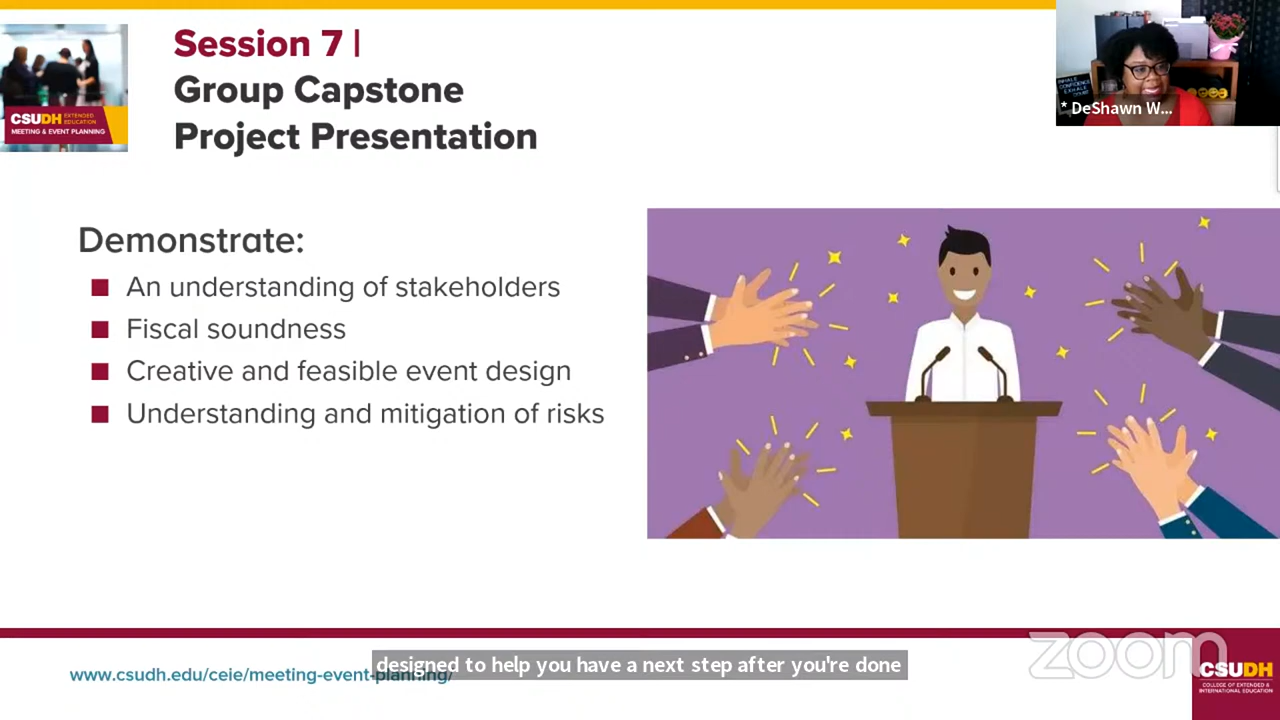 Session 7 |
Group Capstone
Project Presentation
CSUDH EXTENDED
EDUCATION
MEETING & EVENT PLANNING
* DeShawn W...
Demonstrate:
An understanding of stakeholders
Fiscal soundness
Creative and feasible event design
Understanding and mitigation of risks
designed to help you have a next step after you're done
www.csudh.edu/ceie/meeting-event-planning/
zoom
CSUDH
COLLEGE OF EXTENDED &
INTERNATIONAL EDUCATION